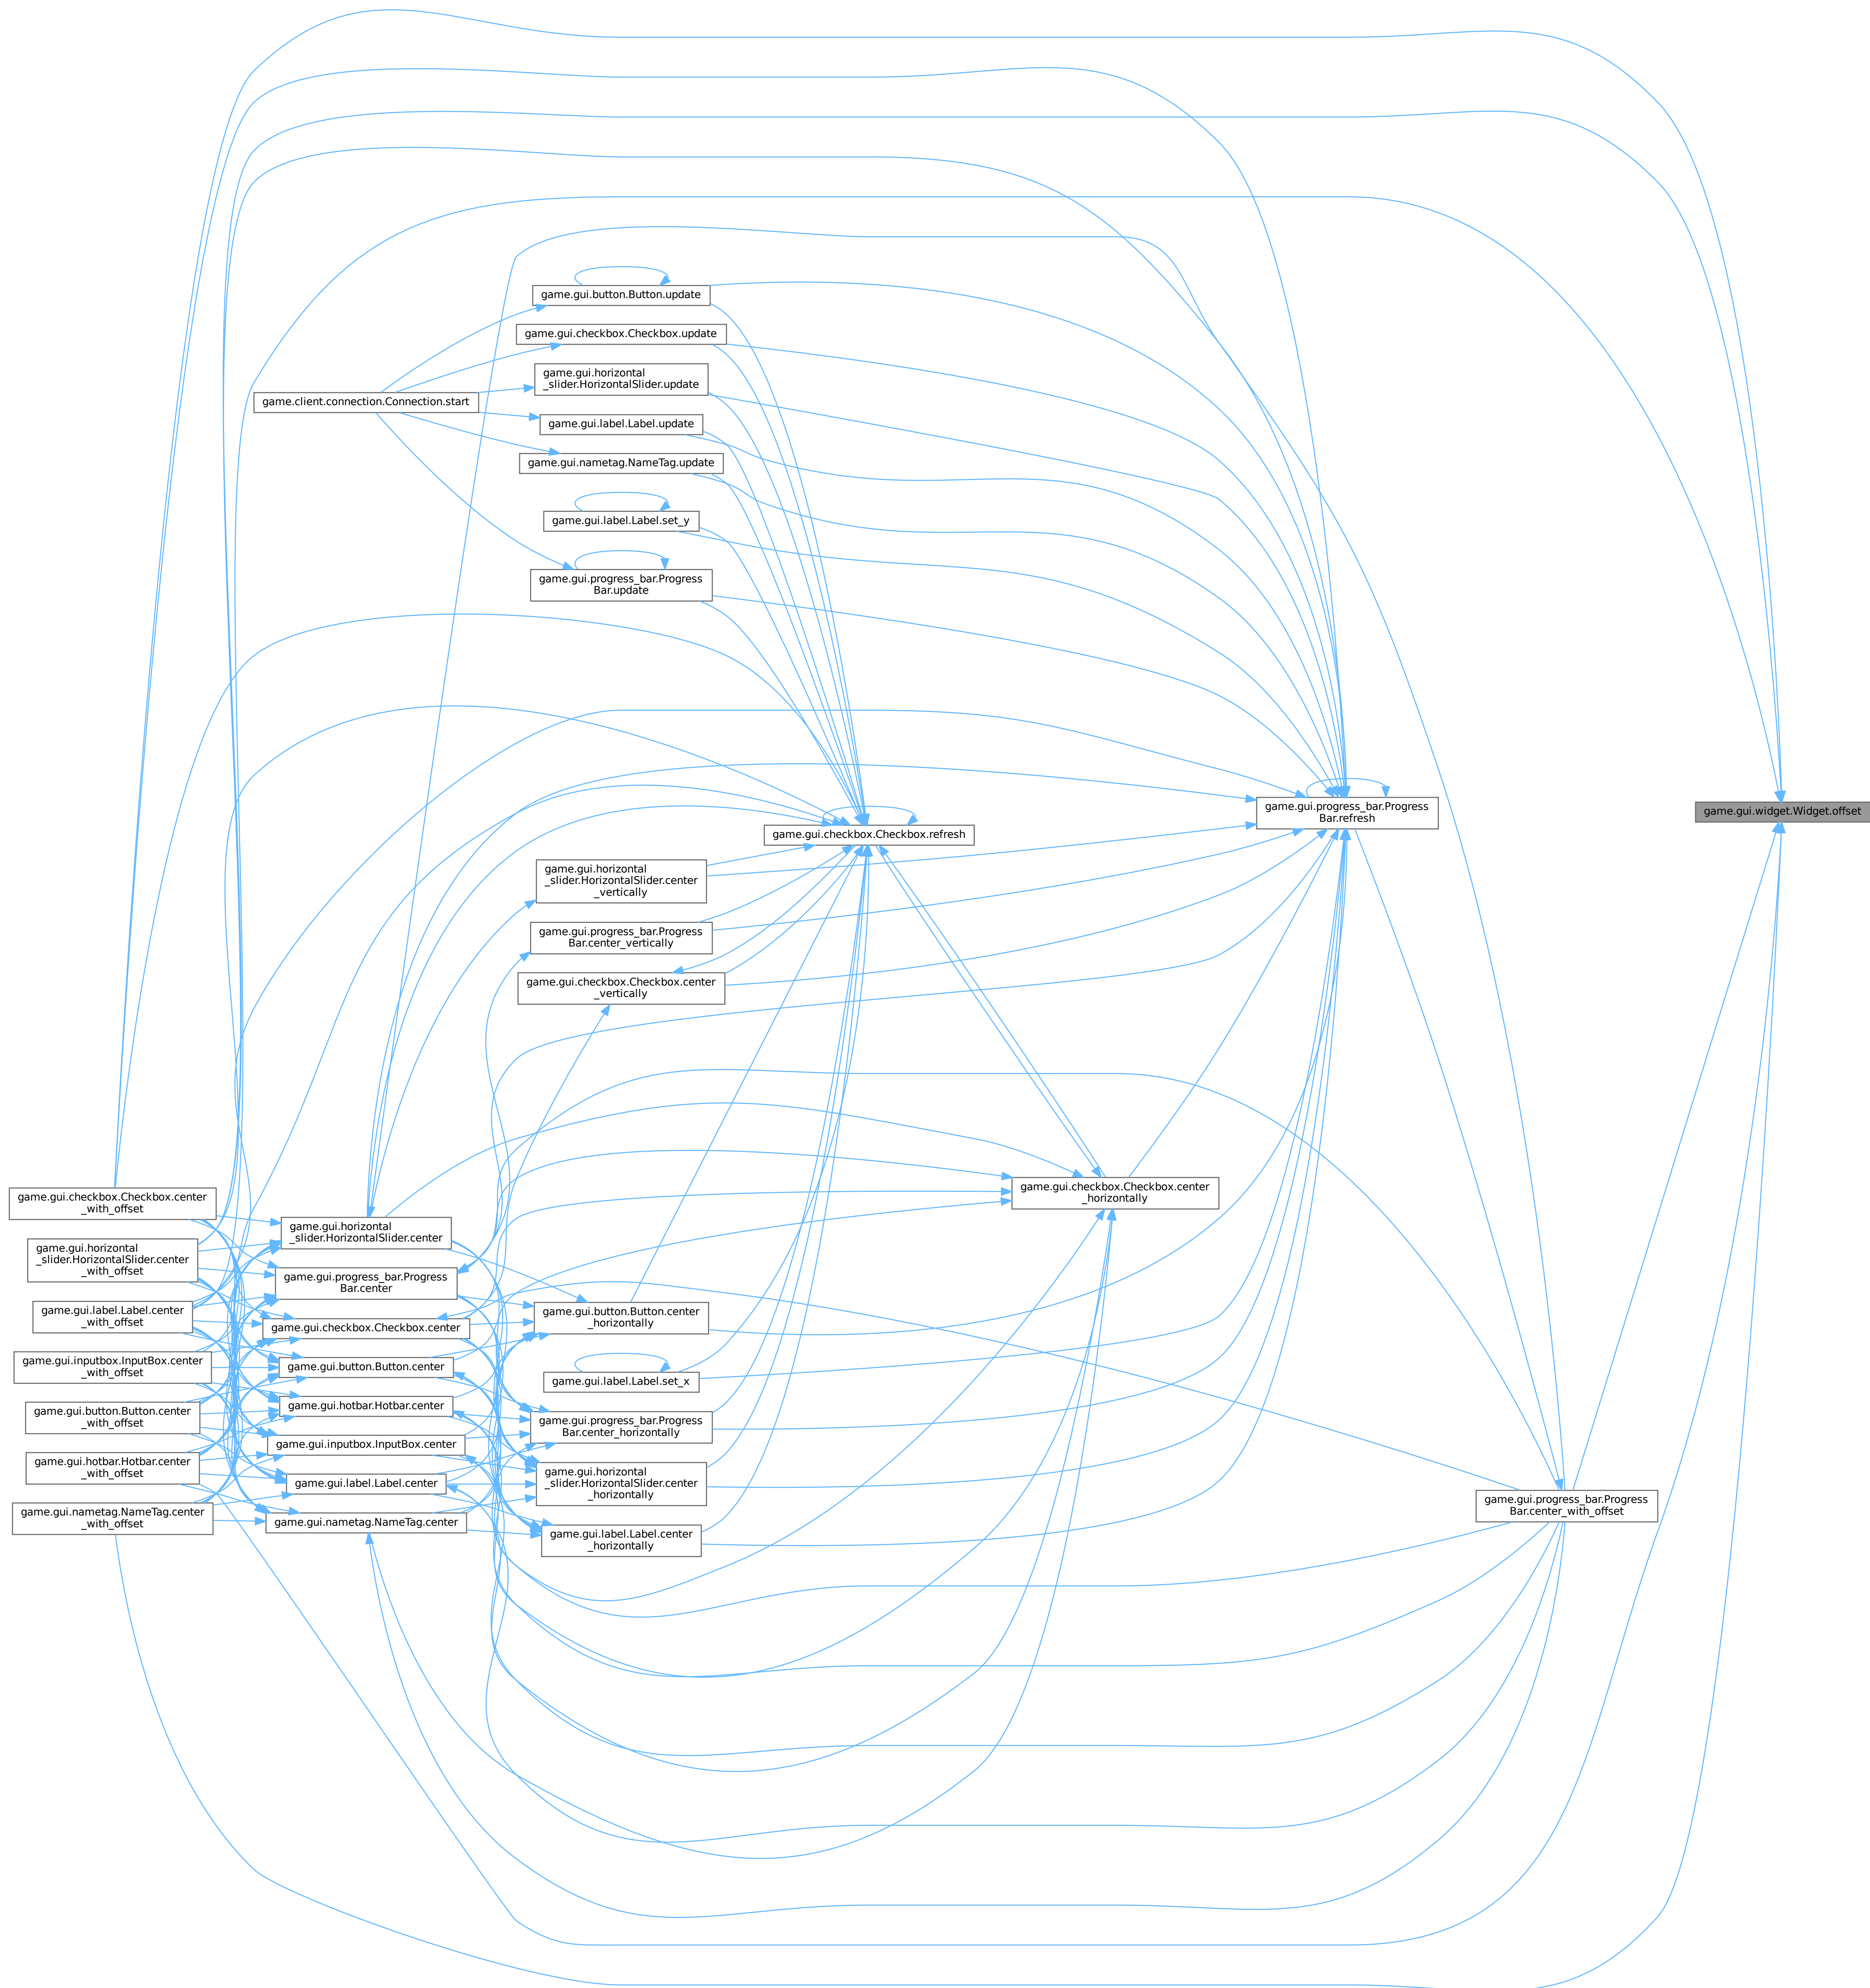 game.gui.button.Button.update
game.gui.checkbox.Checkbox.update
game.gui.horizontal
_slider.HorizontalSlider.update
game.client.connection.Connection.start
game.gui.label.Label.update
game.gui.nametag.NameTag.update
game.gui.label.Label.set_y
game.gui.progress_bar.Progress
Bar.update
game.gui.widget.Widget.offset
game.gui.progress_bar.Progress
Bar.refresh
game.gui.checkbox.Checkbox.refresh
game.gui.horizontal
_slider.HorizontalSlider.center
_vertically
game.gui.progress_bar.Progress
Bar.center_vertically
game.gui.checkbox.Checkbox.center
_vertically
game.gui.checkbox.Checkbox.center
_horizontally
game.gui.checkbox.Checkbox.center
_with_offset
game.gui.horizontal
_slider.HorizontalSlider.center
game.gui.horizontal
_slider.HorizontalSlider.center
_with_offset
game.gui.progress_bar.Progress
Bar.center
game.gui.label.Label.center
_with_offset
game.gui.checkbox.Checkbox.center
game.gui.button.Button.center
_horizontally
game.gui.inputbox.InputBox.center
_with_offset
game.gui.button.Button.center
game.gui.label.Label.set_x
game.gui.button.Button.center
_with_offset
game.gui.hotbar.Hotbar.center
game.gui.progress_bar.Progress
Bar.center_horizontally
game.gui.inputbox.InputBox.center
game.gui.hotbar.Hotbar.center
_with_offset
game.gui.label.Label.center
game.gui.horizontal
_slider.HorizontalSlider.center
_horizontally
game.gui.nametag.NameTag.center
_with_offset
game.gui.nametag.NameTag.center
game.gui.label.Label.center
_horizontally
game.gui.progress_bar.Progress
Bar.center_with_offset